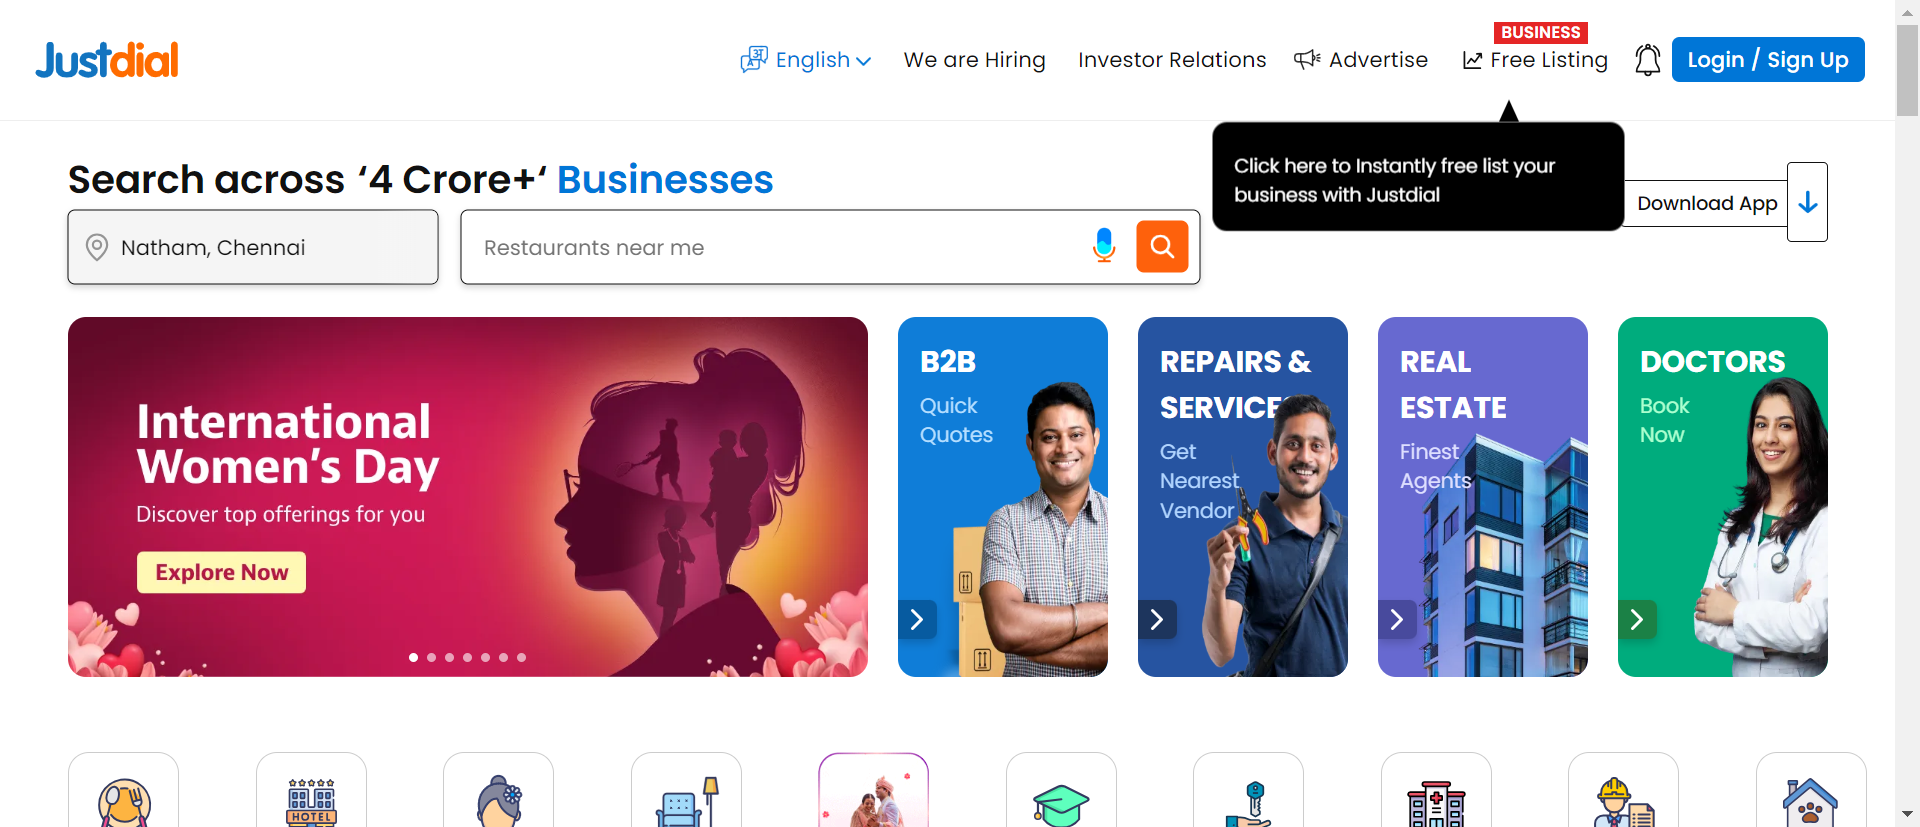 Justdial
English
We are Hiring
Investor Relations
Advertise
BUSINESS
Free Listing
Login / Sign Up
Click here to Instantly free list your
business with Justdial
Download App
Search across ‘4 Crore+‘ Businesses
Natham, Chennai
Restaurants near me
International
Women's Day
Discover top offerings for you
Explore Now
B2B
Quick
Quotes
REPAIRS &
SERVICES
Get
Nearest
Vendor
REAL
ESTATE
Finest
Agents
DOCTORS
Book
Now
HOTEL